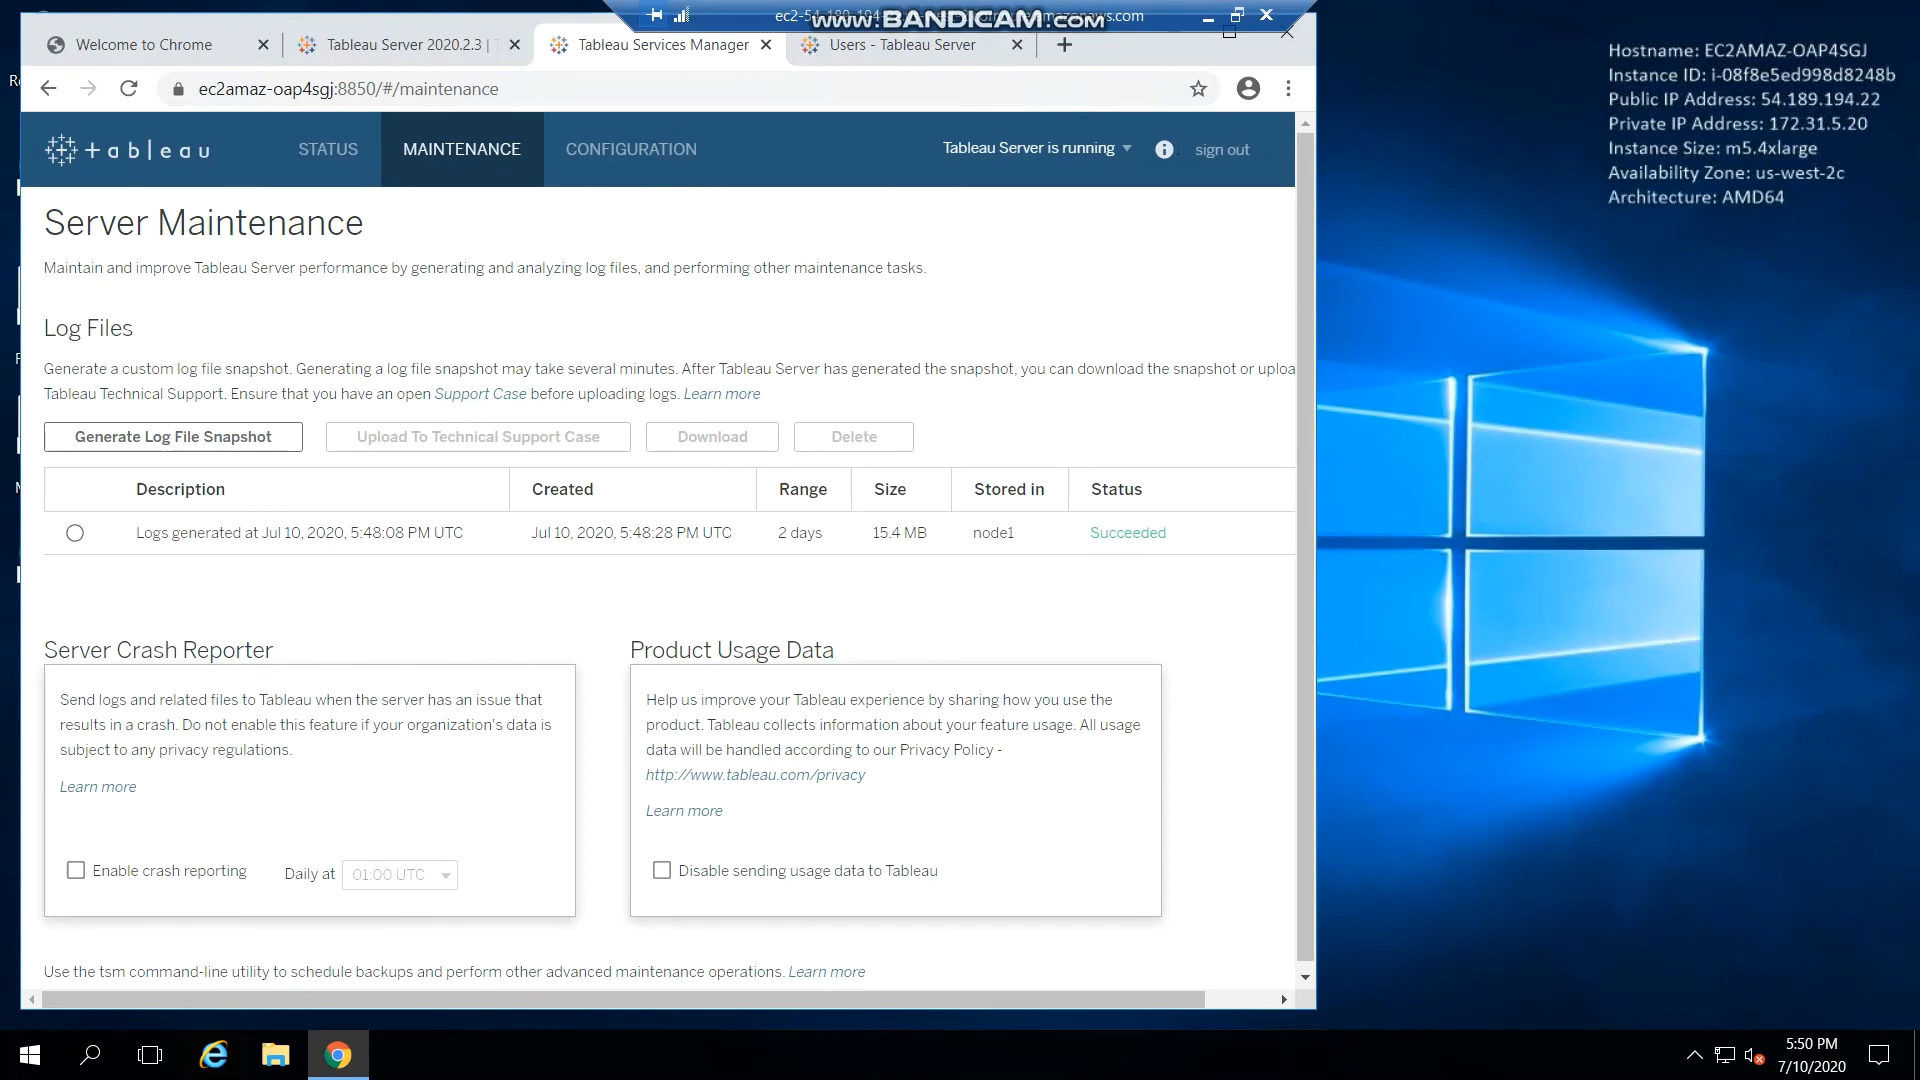 www.BANDICAM.com
Welcome to Chrome
Tableau Server 2020.2.3 |
Tableau Services Manager
Users - Tableau Server
ec2amaz-oap4sgj:8850/#/maintenance
+ableau
STATUS
MAINTENANCE
CONFIGURATION
Tableau Server is running
sign out
Server Maintenance
Maintain and improve Tableau Server performance by generating and analyzing log files, and performing other maintenance tasks.
Log Files
Generate a custom log file snapshot. Generating a log file snapshot may take several minutes. After Tableau Server has generated the snapshot, you can download the snapshot or uploa
Tableau Technical Support. Ensure that you have an open Support Case before uploading logs. Learn more
Generate Log File Snapshot
Upload To Technical Support Case
Download
Delete
Description Created Range Size Stored in Status
Logs generated at Jul 10, 2020, 5:48:08 PM UTC Jul 10, 2020, 5:48:28 PM UTC 2 days 15.4 MB node1 Succeeded
Server Crash Reporter
Send logs and related files to Tableau when the server has an issue that
results in a crash. Do not enable this feature if your organization's data is
subject to any privacy regulations.
Learn more
Enable crash reporting
Daily at 01:00 UTC
Product Usage Data
Help us improve your Tableau experience by sharing how you use the
product. Tableau collects information about your feature usage. All usage
data will be handled according to our Privacy Policy -
http://www.tableau.com/privacy
Learn more
Disable sending usage data to Tableau
Use the tsm command-line utility to schedule backups and perform other advanced maintenance operations. Learn more
Hostname: EC2AMAZ-OAP4SGJ
Instance ID: i-08f8e5ed998d8248b
Public IP Address: 54.189.194.22
Private IP Address: 172.31.5.20
Instance Size: m5.4xlarge
Availability Zone: us-west-2c
Architecture: AMD64
5:50 PM
7/10/2020